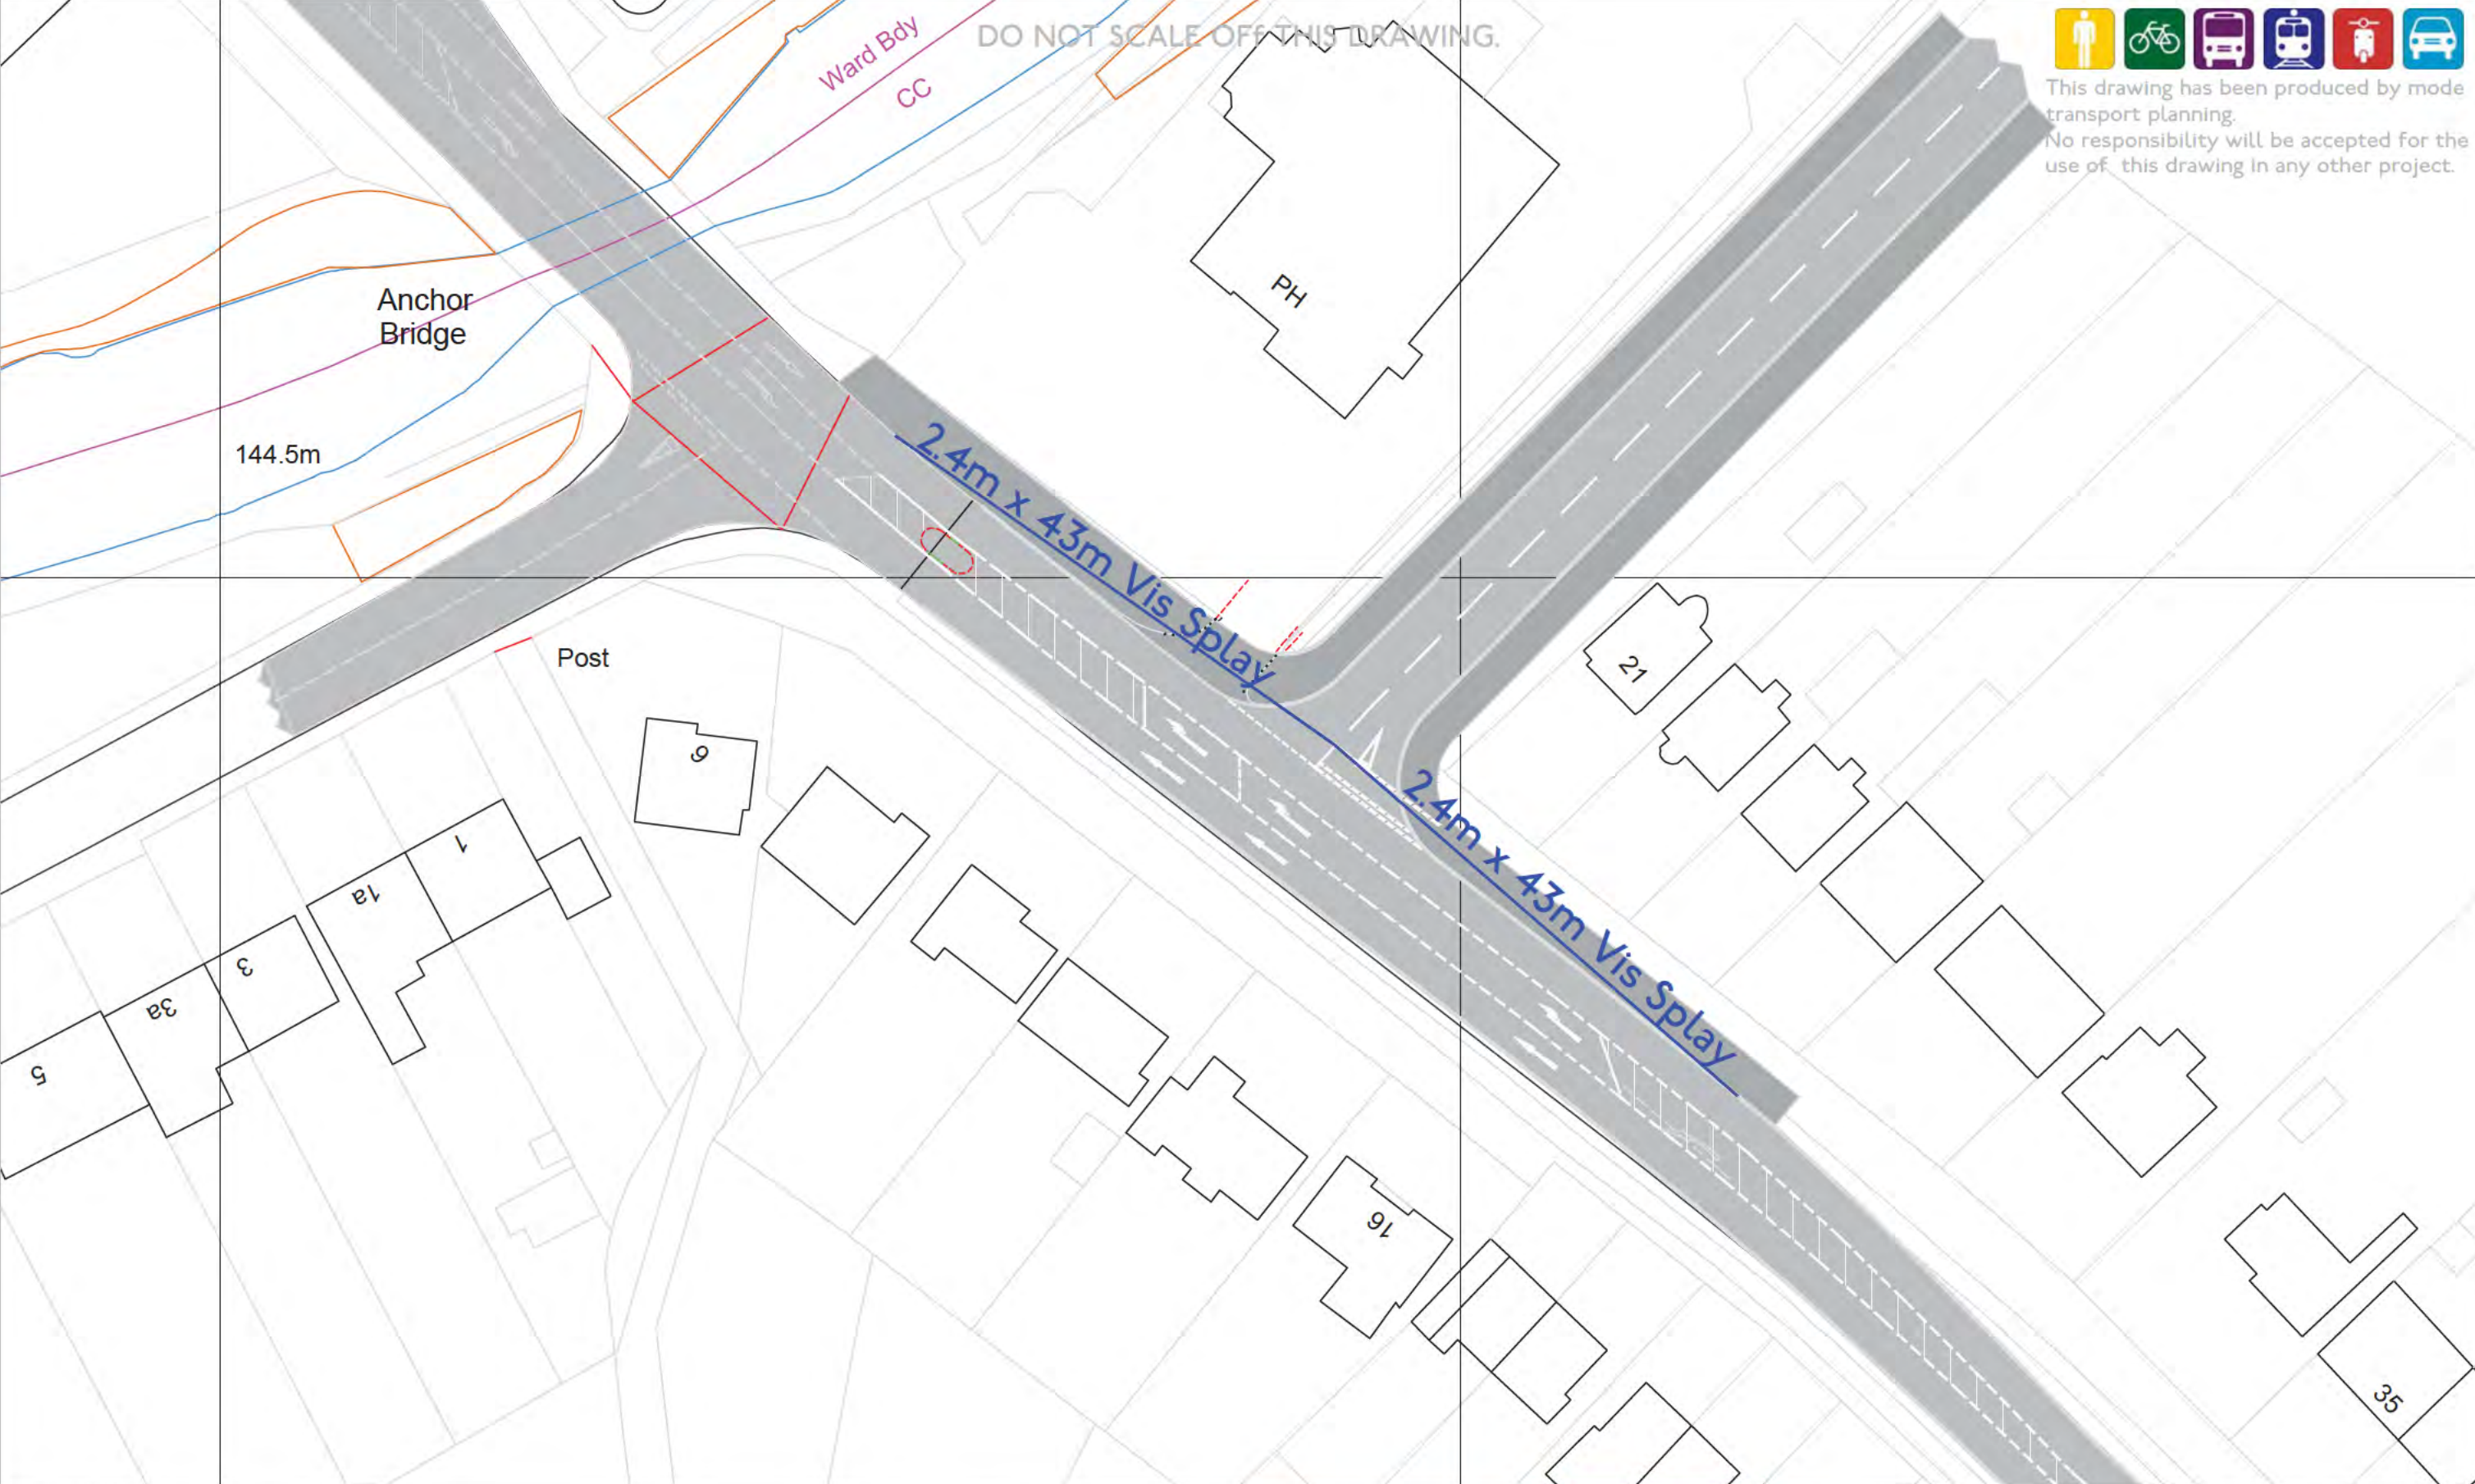 DO NOT SCALE OFF THIS DRAWING.
This drawing has been produced by mode
transport planning.
No responsibility will be accepted for the
use of this drawing in any other project.
Ward Bdy
CC
Anchor
Bridge
PH
144.5m
2.4m x 43m Vis Splay
Post
21
9
2.4m x 43m Vis Splay
1
1a
3
3a
5
16
35